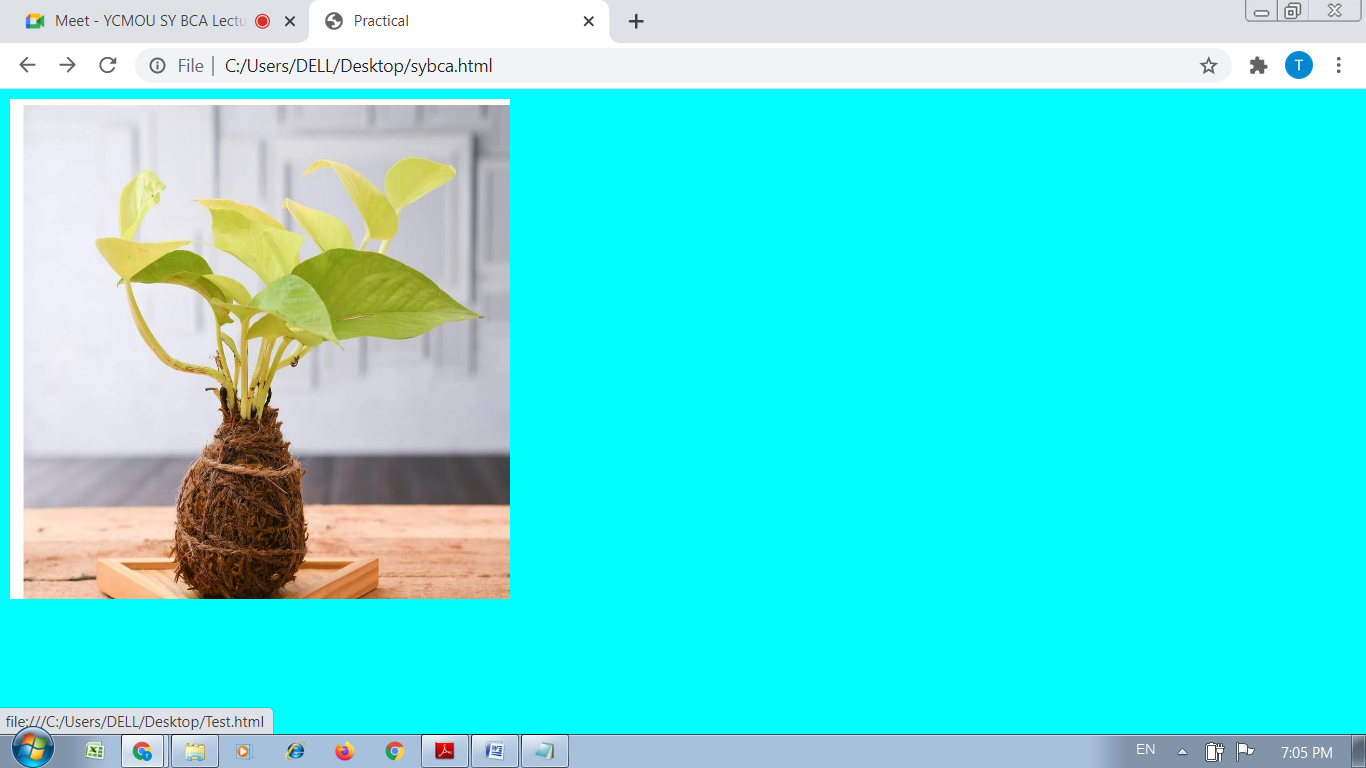 Meet - YCMOU SY BCA Lectu
Practical
File
C:/Users/DELL/Desktop/sybca.html
T
file:///C:/Users/DELL/Desktop/Test.html
EN
7:05 PM